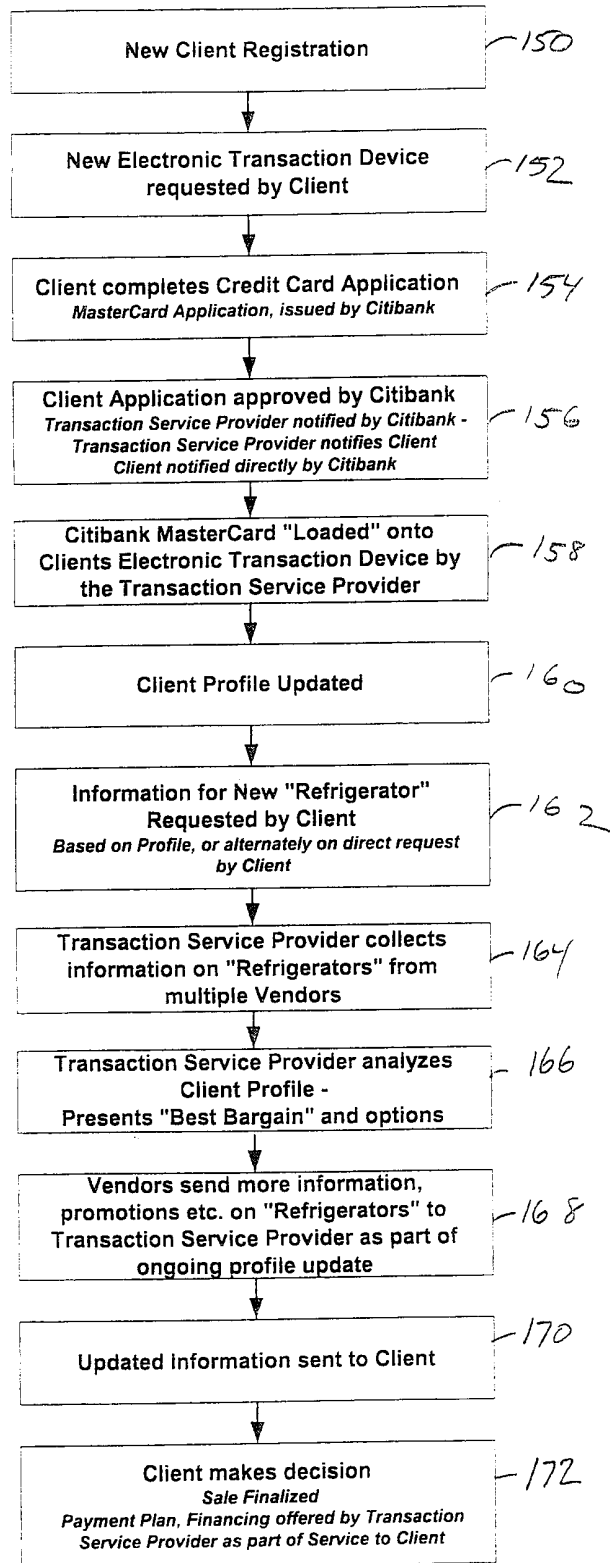 New Client Registration
150
New Electronic Transaction Device
requested by Client
152
Client completes Credit Card Application
MasterCard Application, issued by Citibank
154
Client Application approved by Citibank
Transaction Service Provider notified by Citibank -
Transaction Service Provider notifies Client
Client notified directly by Citibank
156
Citibank MasterCard "Loaded" onto
Clients Electronic Transaction Device by
the Transaction Service Provider
158
Client Profile Updated
160
Information for New "Refrigerator"
Requested by Client
Based on Profile, or alternately on direct request
by Client
162
Transaction Service Provider collects
information on "Refrigerators" from
multiple Vendors
164
Transaction Service Provider analyzes
Client Profile -
Presents "Best Bargain" and options
166
Vendors send more information,
promotions etc. on "Refrigerators" to
Transaction Service Provider as part of
ongoing profile update
168
Updated Information sent to Client
170
Client makes decision
Sale Finalized
Payment Plan, Financing offered by Transaction
Service Provider as part of Service to Client
172